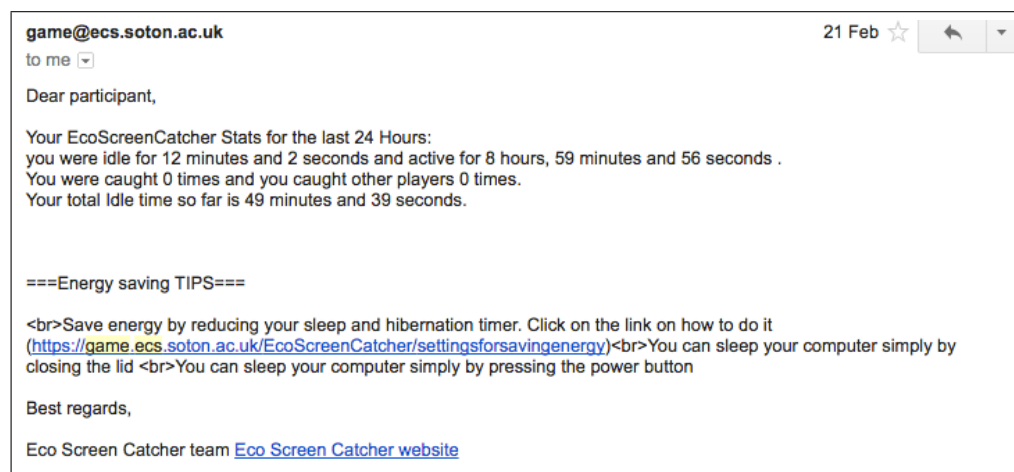 game@ecs.soton.ac.uk 21 Feb
to me
Dear participant,
Your EcoScreenCatcher Stats for the last 24 Hours:
you were idle for 12 minutes and 2 seconds and active for 8 hours, 59 minutes and 56 seconds .
You were caught 0 times and you caught other players 0 times.
Your total Idle time so far is 49 minutes and 39 seconds.
===Energy saving TIPS===
<br>Save energy by reducing your sleep and hibernation timer. Click on the link on how to do it
(https://game.ecs.soton.ac.uk/EcoScreenCatcher/settingsforsavingenergy)<br>You can sleep your computer simply by
closing the lid <br>You can sleep your computer simply by pressing the power button
Best regards,
Eco Screen Catcher team Eco Screen Catcher website